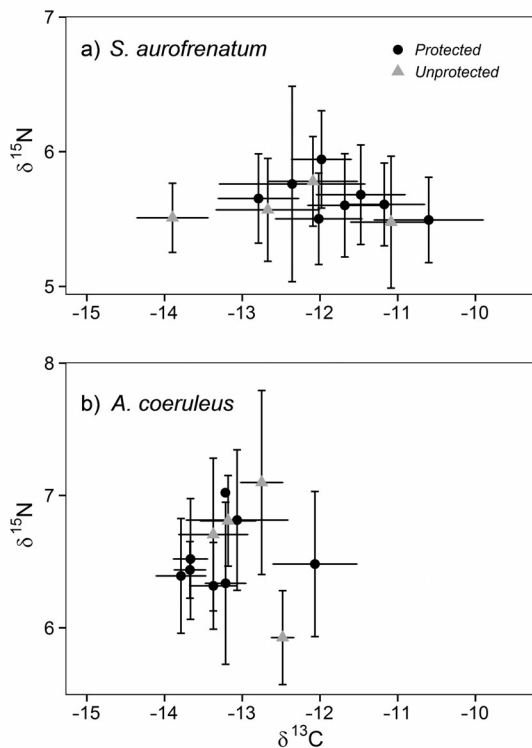 7
a) S. aurofrenatum
Protected
Unprotected
6
δ15N
5
-15 -14 -13 -12 -11 -10
8
b) A. coeruleus
7
δ15N
6
-15 -14 -13 -12 -11 -10
δ13C